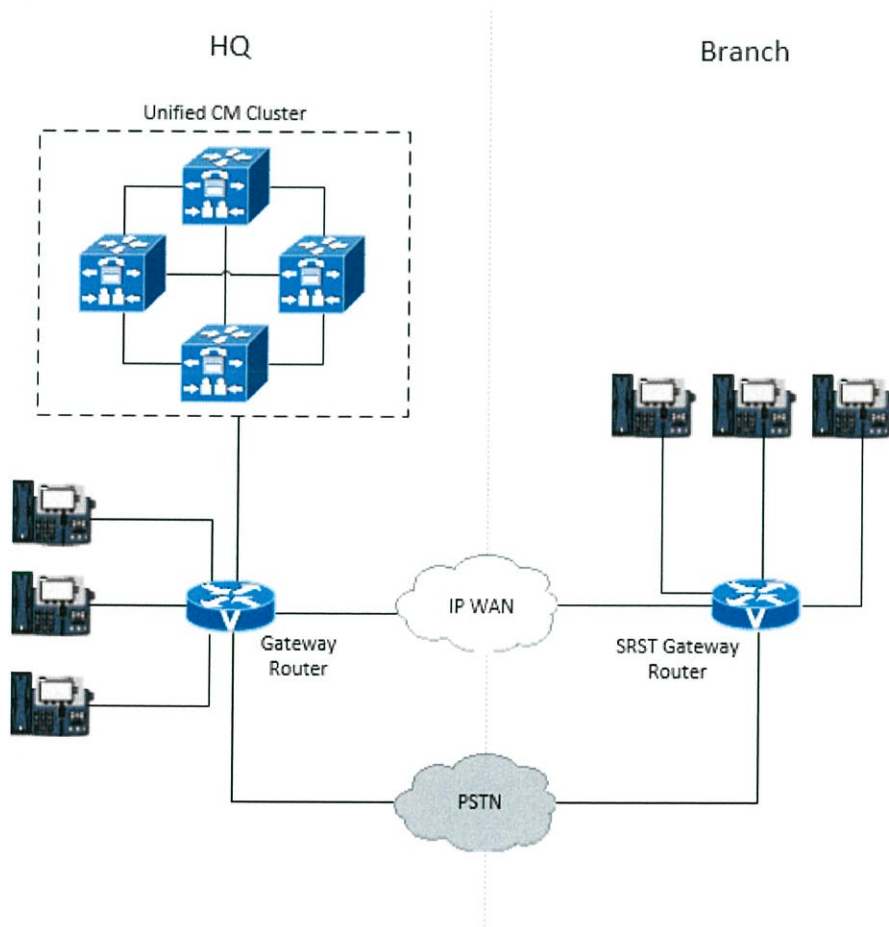 HQ
Branch
Unified CM Cluster
IP WAN
Gateway
Router
SRST Gateway
Router
PSTN
V
V